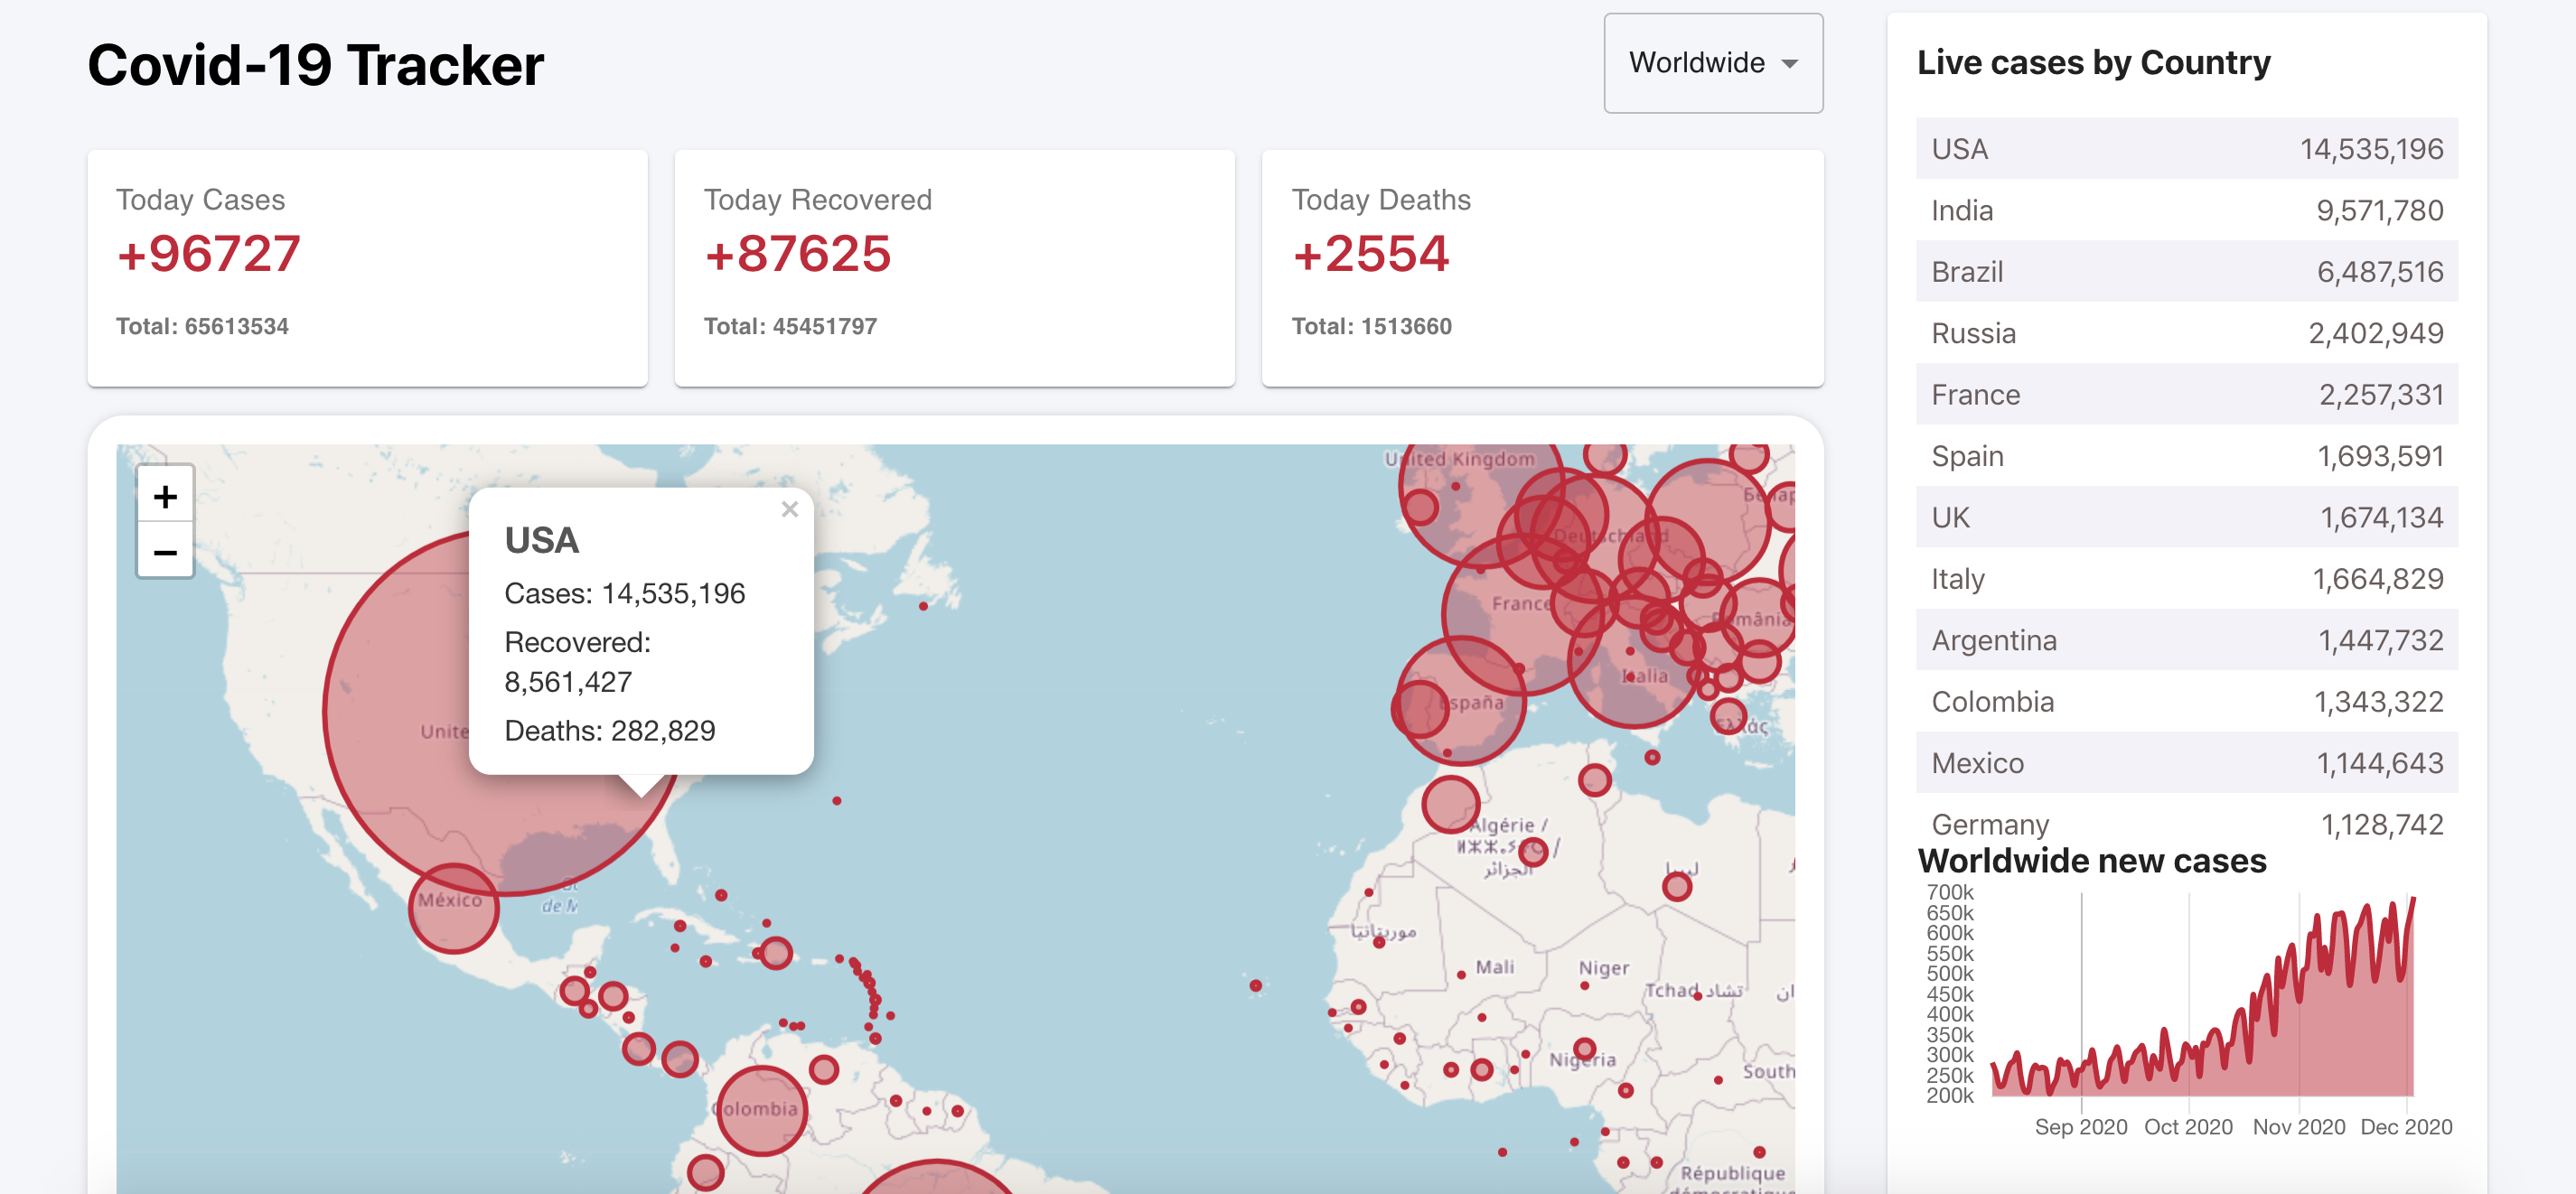 Covid-19 Tracker
Worldwide
Today Cases
+96727
Total: 65613534
Today Recovered
+87625
Total: 45451797
Today Deaths
+2554
Total: 1513660
+
−
USA
×
Cases: 14,535,196
Recovered:
8,561,427
Deaths: 282,829
Unite
México
de M
Colombia
United Kingdom
Deutschland
France
España
Italia
România
Ελλάς
Algérie /
الجزائر
ليبيا
موريتانيا
Mali
Niger
Tchad تشاد
Nigeria
South
République
Live cases by Country
USA 14,535,196
India 9,571,780
Brazil 6,487,516
Russia 2,402,949
France 2,257,331
Spain 1,693,591
UK 1,674,134
Italy 1,664,829
Argentina 1,447,732
Colombia 1,343,322
Mexico 1,144,643
Germany 1,128,742
Worldwide new cases
700k
650k
600k
550k
500k
450k
400k
350k
300k
250k
200k
Sep 2020 Oct 2020 Nov 2020 Dec 2020